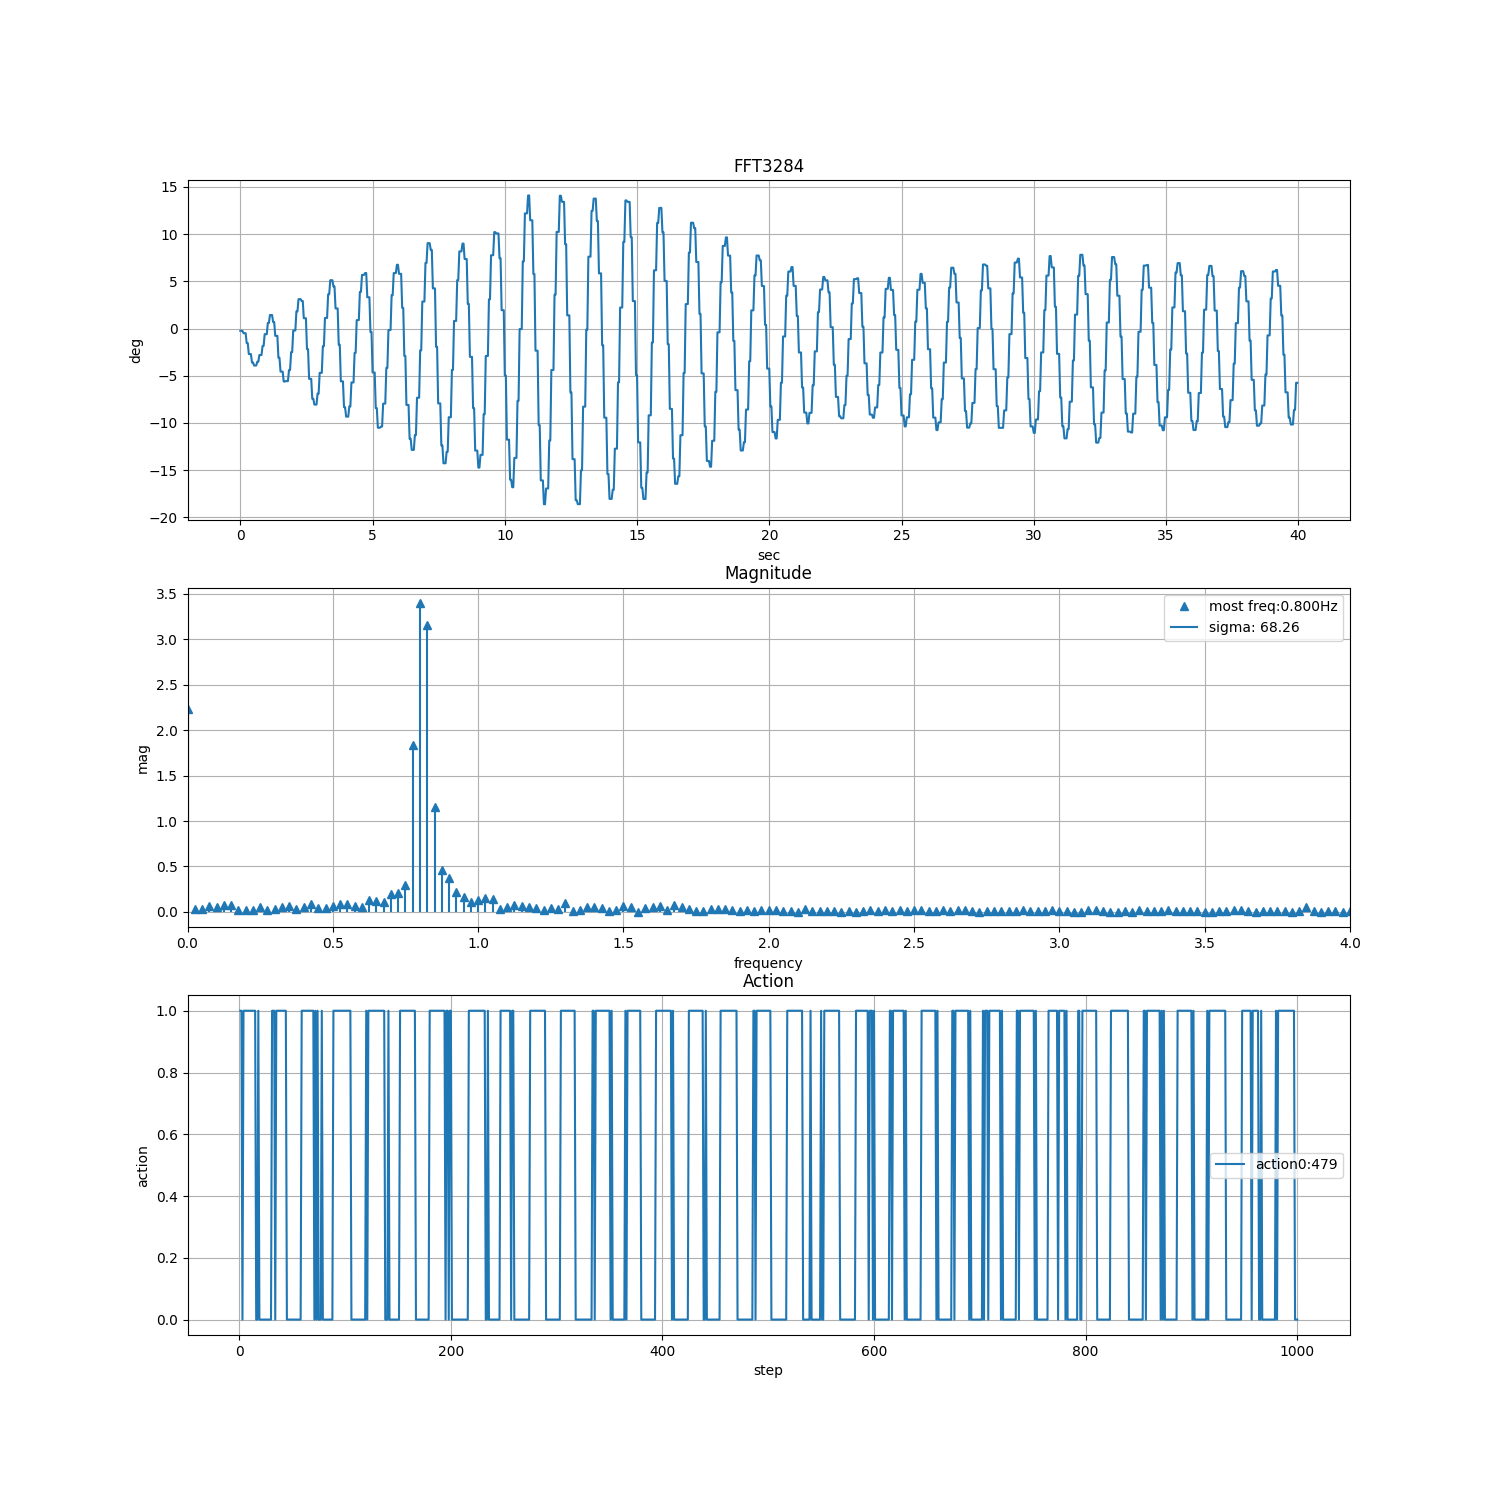 FFT3284
15
10
5
0
−5
−10
−15
−20
deg
0 5 10 15 20 25 30 35 40
sec
Magnitude
3.5
3.0
2.5
2.0
1.5
1.0
0.5
0.0
mag
most freq:0.800Hz
sigma: 68.26
0.0 0.5 1.0 1.5 2.0 2.5 3.0 3.5 4.0
frequency
Action
1.0
0.8
0.6
0.4
0.2
0.0
action
action0:479
0 200 400 600 800 1000
step